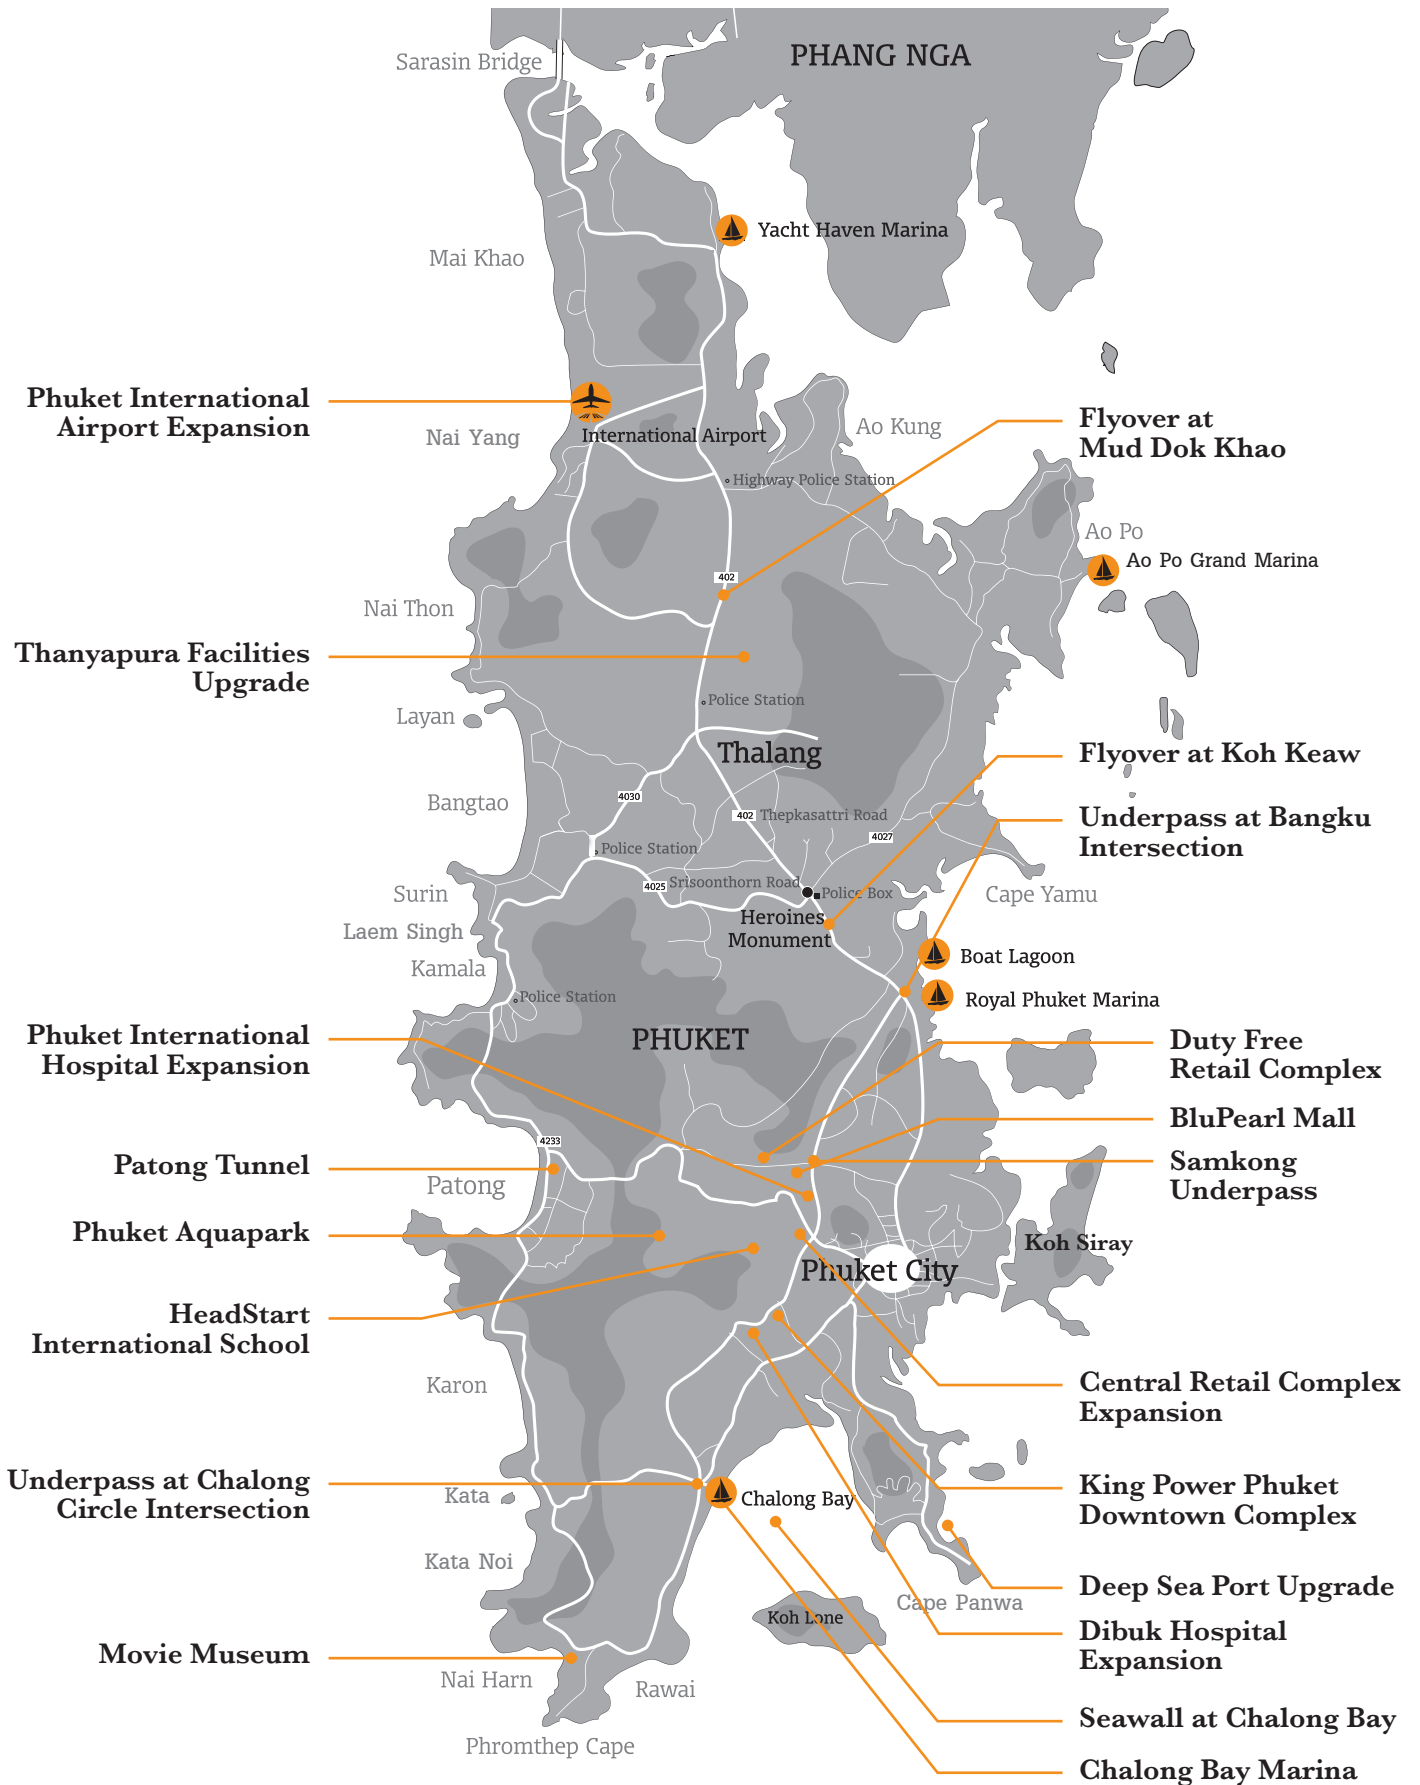 Sarasin Bridge
PHANG NGA
Yacht Haven Marina
Mai Khao
Phuket International
Airport Expansion
Nai Yang
International Airport
Ao Kung
Flyover at
Mud Dok Khao
Highway Police Station
Ao Po
Ao Po Grand Marina
402
Nai Thon
Thanyapura Facilities
Upgrade
Police Station
Layan
Thalang
Flyover at Koh Keaw
4030
Bangtao
402
Thepkasattri Road
4027
Underpass at Bangku
Intersection
Police Station
Surin
4025
Srisoonthorn Road
Police Box
Cape Yamu
Heroines
Monument
Laem Singh
Kamala
Boat Lagoon
Police Station
Royal Phuket Marina
Phuket International
Hospital Expansion
PHUKET
Duty Free
Retail Complex
BluPearl Mall
4233
Patong Tunnel
Patong
Samkong
Underpass
Phuket Aquapark
Koh Siray
Phuket City
HeadStart
International School
Karon
Central Retail Complex
Expansion
Underpass at Chalong
Circle Intersection
Kata
Chalong Bay
King Power Phuket
Downtown Complex
Kata Noi
Deep Sea Port Upgrade
Cape Panwa
Koh Lone
Dibuk Hospital
Expansion
Movie Museum
Nai Harn
Rawai
Seawall at Chalong Bay
Phromthep Cape
Chalong Bay Marina